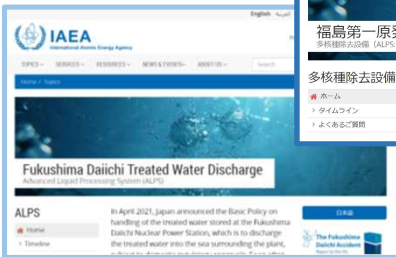 English
IAEA
International Atomic Energy Agency
TOPICS
SERVICES
RESOURCES
NEWS & EVENTS
ABOUT US
Search
Home / Topics
Fukushima Daiichi Treated Water Discharge
Advanced Liquid Processing System (ALPS)
ALPS
Home
Timeline
In April 2021, Japan announced the Basic Policy on
handling of the treated water stored at the Fukushima
Daiichi Nuclear Power Station, which is to discharge
the treated water into the sea surrounding the plant,
日本語
The Fukushima
Daiichi Accident
福島第一原
多核種除去設備 (ALPS
多核種除去設備
ホーム
タイムライン
よくあるご質問